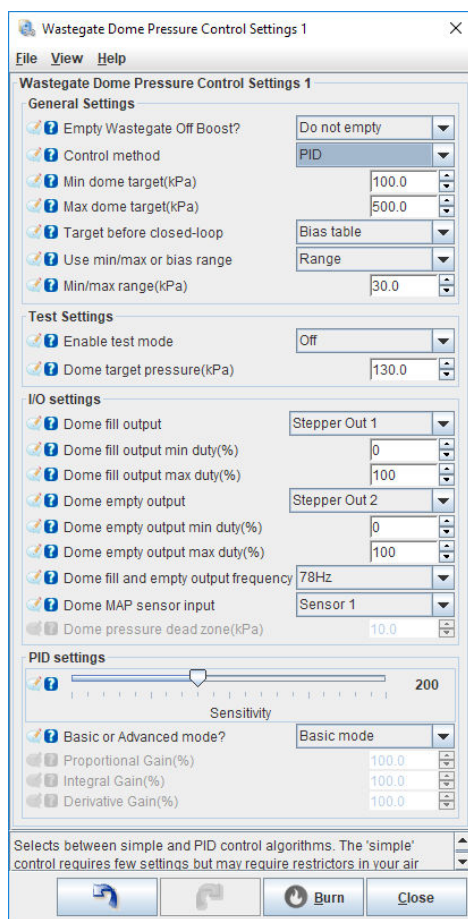 Wastegate Dome Pressure Control Settings 1
File View Help
Wastegate Dome Pressure Control Settings 1
General Settings
Empty Wastegate Off Boost? Do not empty
Control method PID
Min dome target(kPa) 100.0
Max dome target(kPa) 500.0
Target before closed-loop Bias table
Use min/max or bias range Range
Min/max range(kPa) 30.0
Test Settings
Enable test mode Off
Dome target pressure(kPa) 130.0
I/O settings
Dome fill output Stepper Out 1
Dome fill output min duty(%) 0
Dome fill output max duty(%) 100
Dome empty output Stepper Out 2
Dome empty output min duty(%) 0
Dome empty output max duty(%) 100
Dome fill and empty output frequency 78Hz
Dome MAP sensor input Sensor 1
Dome pressure dead zone(kPa) 10.0
PID settings
200
Sensitivity
Basic or Advanced mode? Basic mode
Proportional Gain(%) 100.0
Integral Gain(%) 100.0
Derivative Gain(%) 100.0
Selects between simple and PID control algorithms. The 'simple'
control requires few settings but may require restrictors in your air
Burn Close